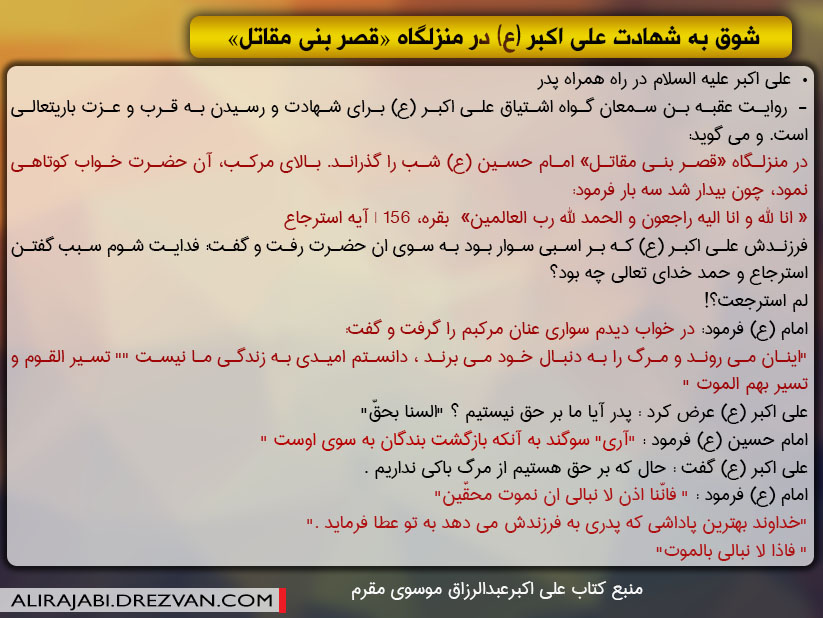 شوق به شهادت علی اکبر (ع) در منزلگاه «قصر بنی مقاتل»
• علی اکبر علیه السلام در راه همراه پدر
- روایت عقبه بن سمعان گواه اشتیاق علی اکبر (ع) برای شهادت و رسیدن به قرب و عزت باریتعالی
است. و می گوید:
در منزلگاه «قصر بنی مقاتل» امام حسین (ع) شب را گذراند. بالای مرکب، آن حضرت خواب کوتاهی
نمود، چون بیدار شد سه بار فرمود:
« انا لله و انا الیه راجعون و الحمد لله رب العالمین» بقره، 156 | آیه استرجاع
فرزندش علی اکبر (ع) که بر اسبی سوار بود به سوی ان حضرت رفت و گفت: فدایت شوم سبب گفتن
استرجاع و حمد خدای تعالی چه بود؟
لم استرجعت؟!
امام (ع) فرمود: در خواب دیدم سواری عنان مرکبم را گرفت و گفت:
"اینان می روند و مرگ را به دنبال خود می برند ، دانستم امیدی به زندگی ما نیست "" تسیر القوم و
تسیر بهم الموت "
علی اکبر (ع) عرض کرد : پدر آیا ما بر حق نیستیم ؟ "السنا بحقّ"
امام حسین (ع) فرمود : "آری" سوگند به آنکه بازگشت بندگان به سوی اوست "
علی اکبر (ع) گفت : حال که بر حق هستیم از مرگ باکی نداریم .
امام (ع) فرمود : " فانّنا اذن لا نبالی ان نموت محقّین"
"خداوند بهترین پاداشی که پدری به فرزندش می دهد به تو عطا فرماید ."
" فاذا لا نبالی بالموت"
منبع کتاب علی اکبرعبدالرزاق موسوی مقرم
ALIRAJABI.DREZVAN.COM